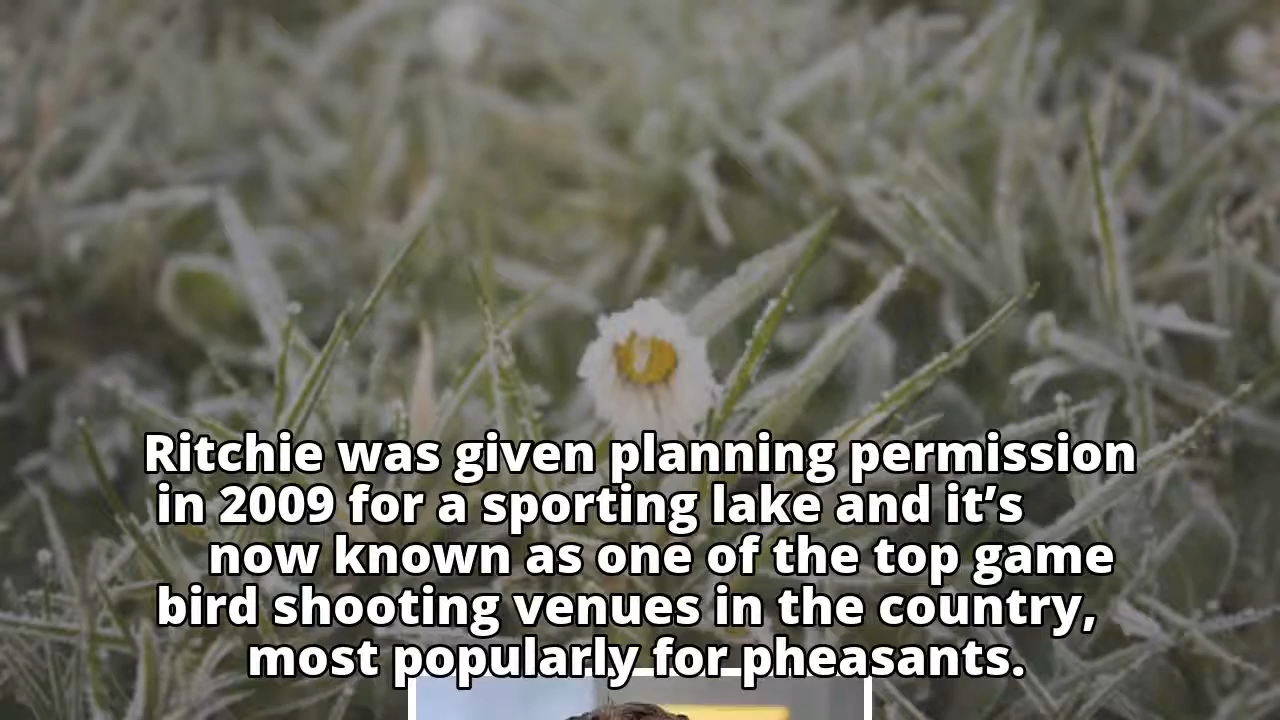 Ritchie was given planning permission
in 2009 for a sporting lake and it’s
now known as one of the top game
bird shooting venues in the country,
most popularly for pheasants.